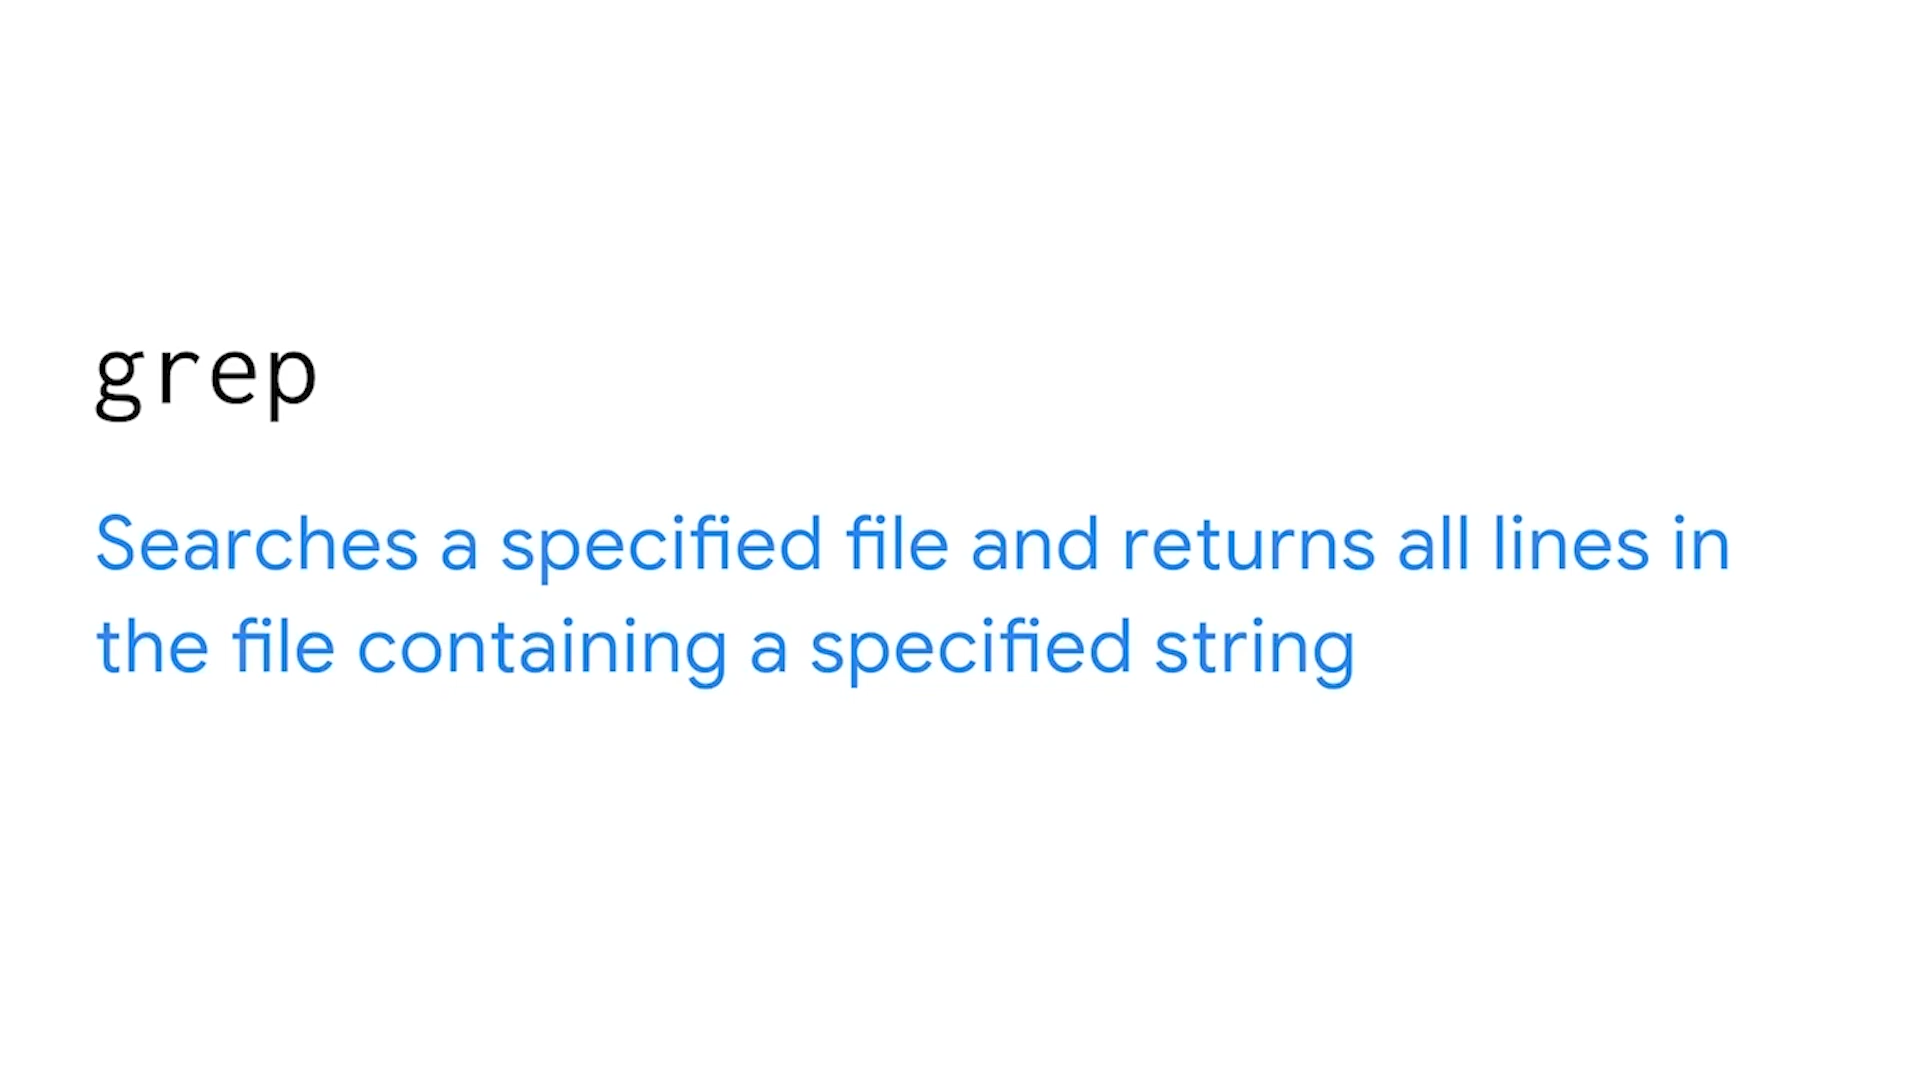 grep
Searches a specified file and returns all lines in
the file containing a specified string